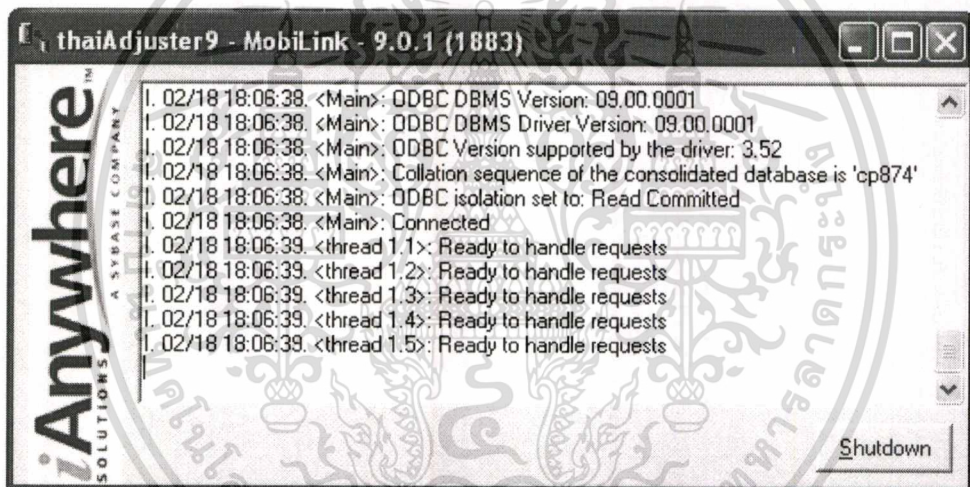 thaiAdjuster9 - MobiLink - 9.0.1 (1883)
iAnywhere™
SOLUTIONS
A SYBASE COMPANY
I. 02/18 18:06:38. <Main>: ODBC DBMS Version: 09.00.0001
I. 02/18 18:06:38. <Main>: ODBC DBMS Driver Version: 09.00.0001
I. 02/18 18:06:38. <Main>: ODBC Version supported by the driver: 3.52
I. 02/18 18:06:38. <Main>: Collation sequence of the consolidated database is 'cp874'
I. 02/18 18:06:38. <Main>: ODBC isolation set to: Read Committed
I. 02/18 18:06:38. <Main>: Connected
I. 02/18 18:06:39. <thread 1.1>: Ready to handle requests
I. 02/18 18:06:39. <thread 1.2>: Ready to handle requests
I. 02/18 18:06:39. <thread 1.3>: Ready to handle requests
I. 02/18 18:06:39. <thread 1.4>: Ready to handle requests
I. 02/18 18:06:39. <thread 1.5>: Ready to handle requests
Shutdown